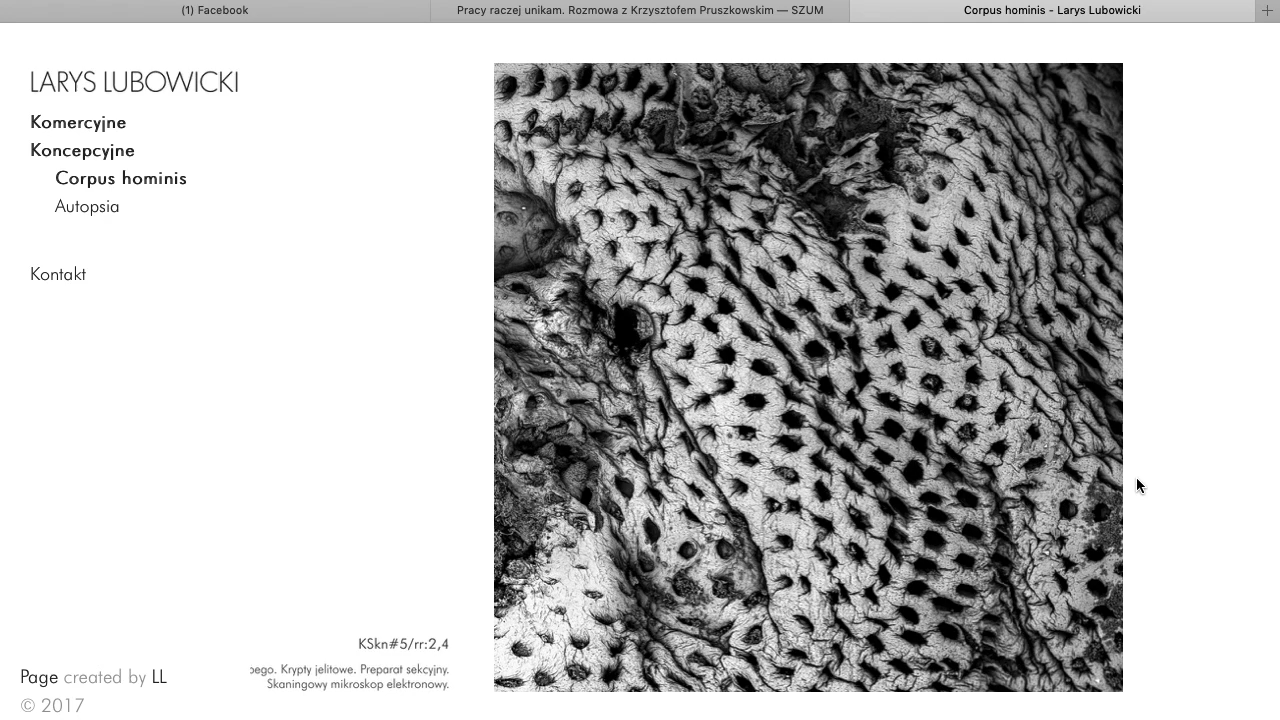 (1) Facebook
Pracy raczej unikam. Rozmowa z Krzysztofem Pruszkowskim — SZUM
Corpus hominis - Larys Lubowicki
LARYS LUBOWICKI
Komercyjne
Koncepcyjne
Corpus hominis
Autopsia
Kontakt
KSkn#5/rr:2,4
pego. Krypty jelitowe. Preparat sekcyjny.
Skaningowy mikroskop elektronowy.
Page created by LL
© 2017